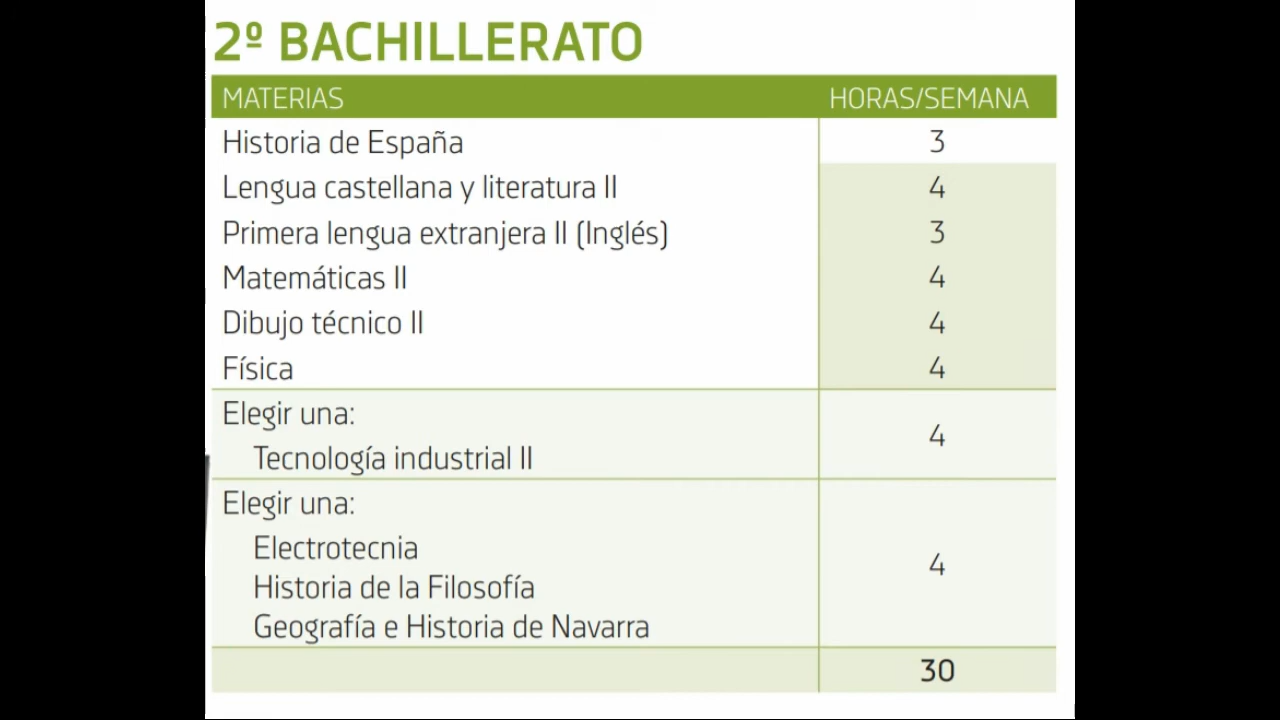 2º BACHILLERATO
MATERIAS HORAS/SEMANA
Historia de España 3
Lengua castellana y literatura II 4
Primera lengua extranjera II (Inglés) 3
Matemáticas II 4
Dibujo técnico II 4
Física 4
Elegir una:
4
Tecnología industrial II
Elegir una:
Electrotecnia
4
Historia de la Filosofía
Geografía e Historia de Navarra
30